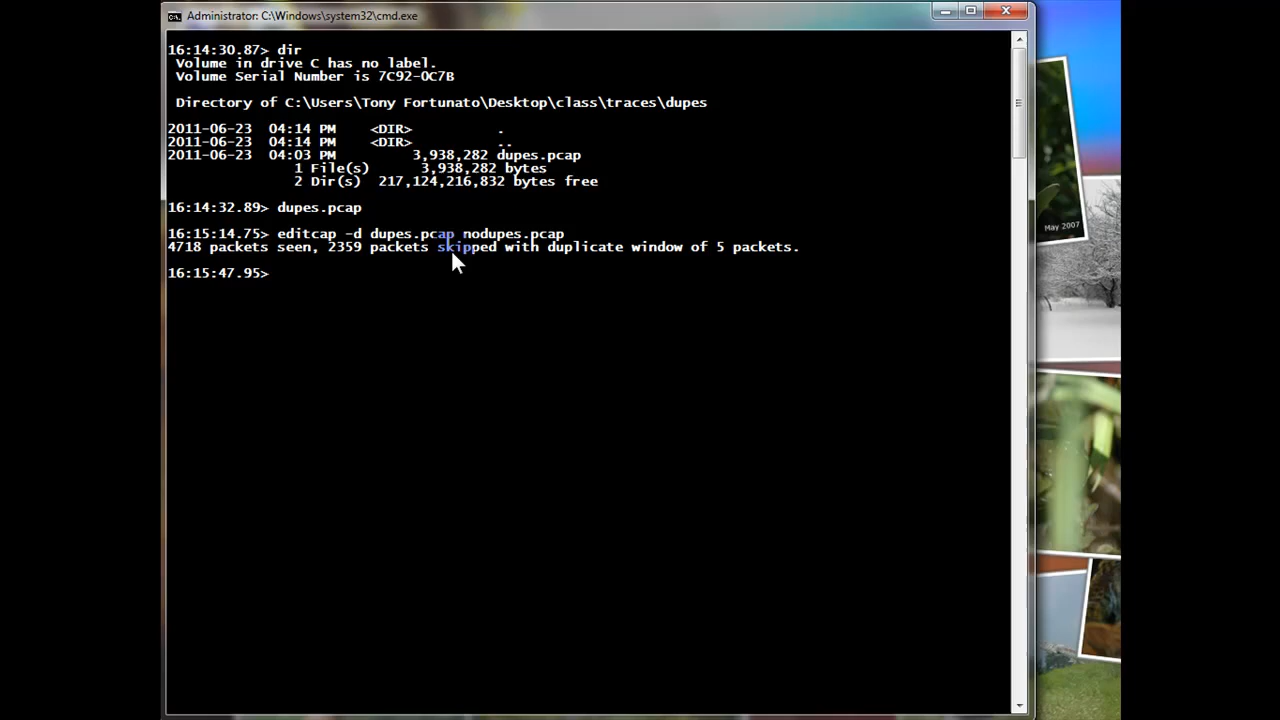 Administrator: C:\Windows\system32\cmd.exe
16:14:30.87> dir
Volume in drive C has no label.
Volume Serial Number is 7C92-0C7B
Directory of C:\Users\Tony Fortunato\Desktop\class\traces\dupes
2011-06-23 04:14 PM <DIR> .
2011-06-23 04:14 PM <DIR> ..
2011-06-23 04:03 PM 3,938,282 dupes.pcap
1 File(s) 3,938,282 bytes
2 Dir(s) 217,124,216,832 bytes free
16:14:32.89> dupes.pcap
16:15:14.75> editcap -d dupes.pcap nodupes.pcap
4718 packets seen, 2359 packets skipped with duplicate window of 5 packets.
16:15:47.95>
May 2007